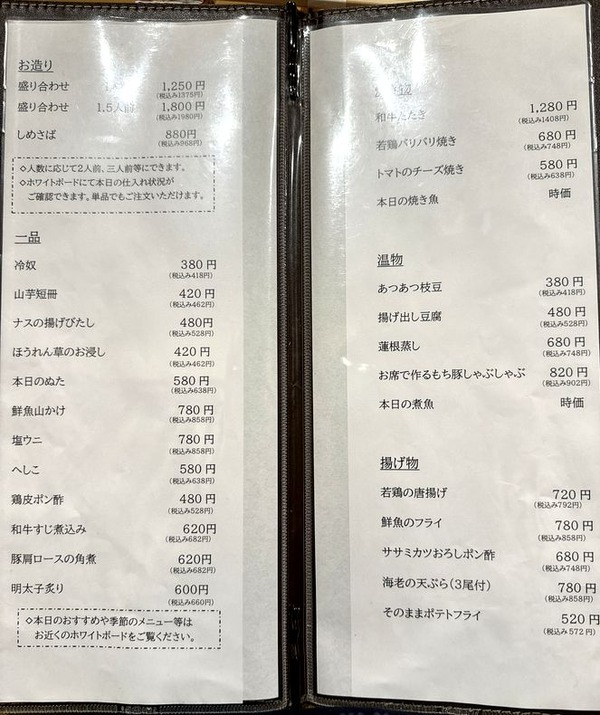 お造り
盛り合わせ 1,250円
(税込み1375円)
盛り合わせ 1.5人前 1,800円
(税込み1980円)
しめさば 880円
(税込み968円)
◇人数に応じて2人前、三人前等にできます。
◇ホワイトボードにて本日の仕入れ状況が
ご確認できます。単品でもご注文いただけます。
一品
冷奴 380円
(税込み418円)
山芋短冊 420円
(税込み462円)
ナスの揚げびたし 480円
(税込み528円)
ほうれん草のお浸し 420円
(税込み462円)
本日のぬた 580円
(税込み638円)
鮮魚山かけ 780円
(税込み858円)
塩ウニ 780円
(税込み858円)
へしこ 580円
(税込み638円)
鶏皮ポン酢 480円
(税込み528円)
和牛すじ煮込み 620円
(税込み682円)
豚肩ロースの角煮 620円
(税込み682円)
明太子炙り 600円
(税込み660円)
◇本日のおすすめや季節のメニュー等は
お近くのホワイトボードをご覧ください。
物
和牛たたき 1,280円
(税込み1408円)
若鶏パリパリ焼き 680円
(税込み748円)
トマトのチーズ焼き 580円
(税込み638円)
本日の焼き魚 時価
温物
あつあつ枝豆 380円
(税込み418円)
揚げ出し豆腐 480円
(税込み528円)
蓮根蒸し 680円
(税込み748円)
お席で作るもち豚しゃぶしゃぶ 820円
(税込み902円)
本日の煮魚 時価
揚げ物
若鶏の唐揚げ 720円
(税込み792円)
鮮魚のフライ 780円
(税込み858円)
ササミカツおろしポン酢 680円
(税込み748円)
海老の天ぷら(3尾付) 780円
(税込み858円)
そのままポテトフライ 520円
(税込み572円)